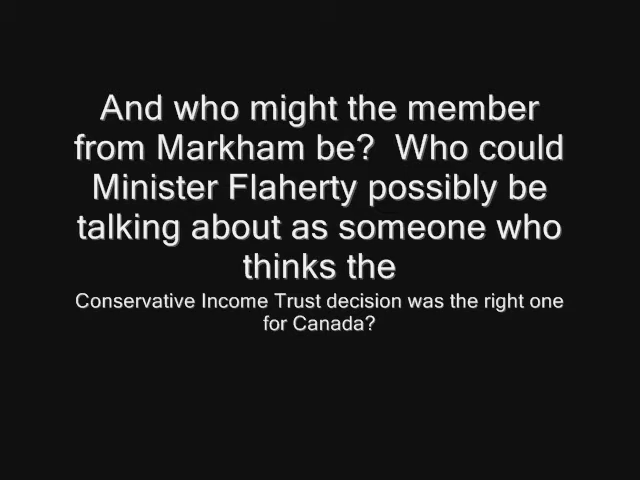 And who might the member
from Markham be?  Who could
Minister Flaherty possibly be
talking about as someone who
thinks the
Conservative Income Trust decision was the right one
for Canada?